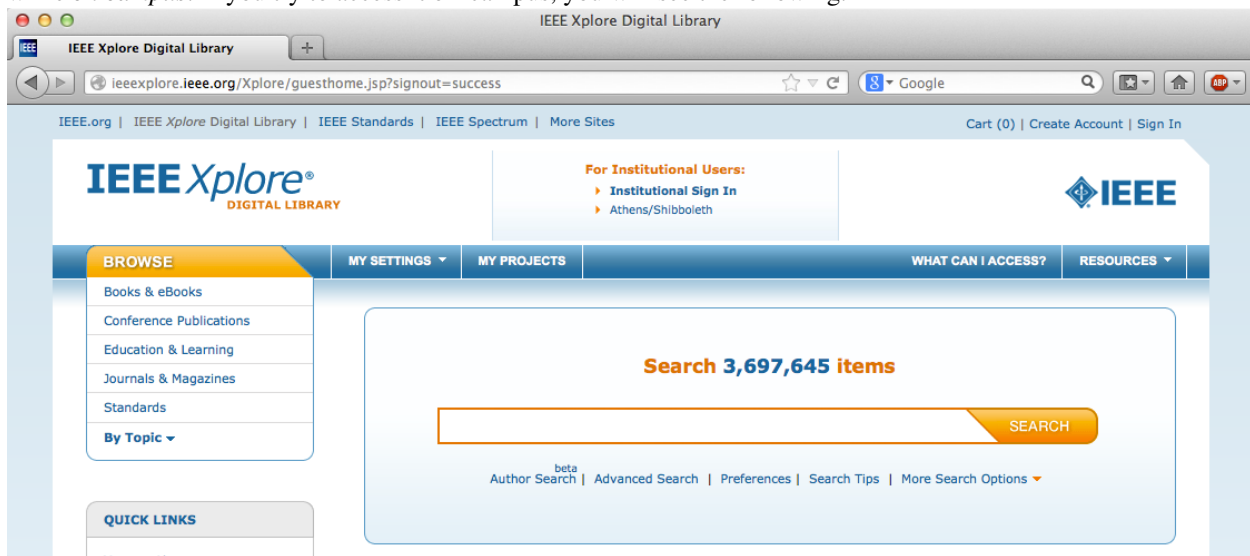 IEEE Xplore Digital Library
IEEE IEEE Xplore Digital Library +
ieeexplore.ieee.org/Xplore/guesthome.jsp?signout=success
8 Google
ABP
IEEE.org | IEEE Xplore Digital Library | IEEE Standards | IEEE Spectrum | More Sites
Cart (0) | Create Account | Sign In
IEEE Xplore®
DIGITAL LIBRARY
For Institutional Users:
Institutional Sign In
Athens/Shibboleth
IEEE
BROWSE
MY SETTINGS
MY PROJECTS
WHAT CAN I ACCESS?
RESOURCES
Books & eBooks
Conference Publications
Education & Learning
Journals & Magazines
Standards
By Topic
Search 3,697,645 items
SEARCH
beta
Author Search | Advanced Search | Preferences | Search Tips | More Search Options
QUICK LINKS